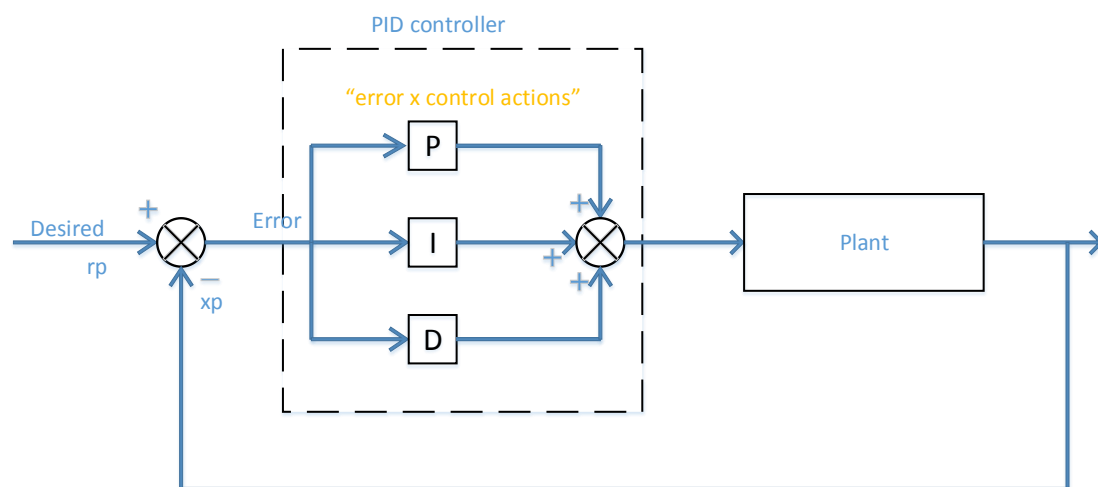 PID controller
“error x control actions”
P
+
+
Desired
Error
I
Plant
rp
−
+
+
xp
D